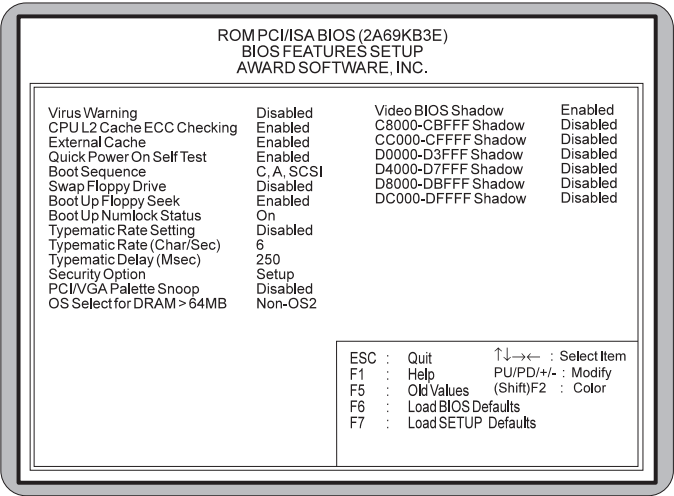 ROM PCI/ISA BIOS (2A69KB3E)
BIOS FEATURES SETUP
AWARD SOFTWARE, INC.
Virus Warning Disabled
CPU L2 Cache ECC Checking Enabled
External Cache Enabled
Quick Power On Self Test Enabled
Boot Sequence C, A, SCSI
Swap Floppy Drive Disabled
Boot Up Floppy Seek Enabled
Boot Up Numlock Status On
Typematic Rate Setting Disabled
Typematic Rate (Char/Sec) 6
Typematic Delay (Msec) 250
Security Option Setup
PCI/VGA Palette Snoop Disabled
OS Select for DRAM > 64MB Non-OS2
Video BIOS Shadow Enabled
C8000-CBFFF Shadow Disabled
CC000-CFFFF Shadow Disabled
D0000-D3FFF Shadow Disabled
D4000-D7FFF Shadow Disabled
D8000-DBFFF Shadow Disabled
DC000-DFFFF Shadow Disabled
ESC : Quit ↑↓→← : Select Item
F1 : Help PU/PD/+/- : Modify
F5 : Old Values (Shift)F2 : Color
F6 : Load BIOS Defaults
F7 : Load SETUP Defaults